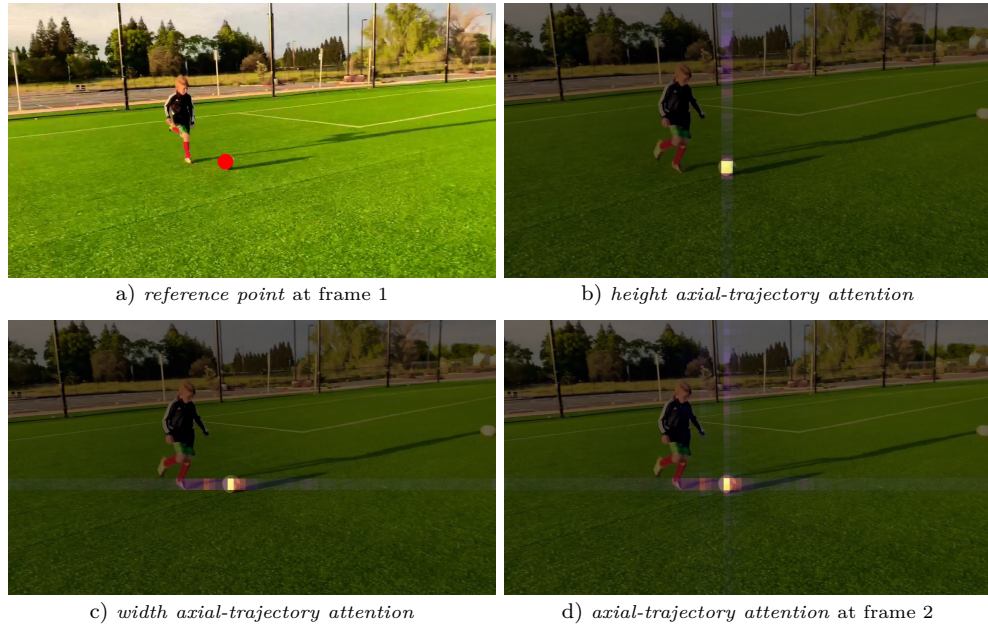 a) reference point at frame 1
b) height axial-trajectory attention
c) width axial-trajectory attention
d) axial-trajectory attention at frame 2